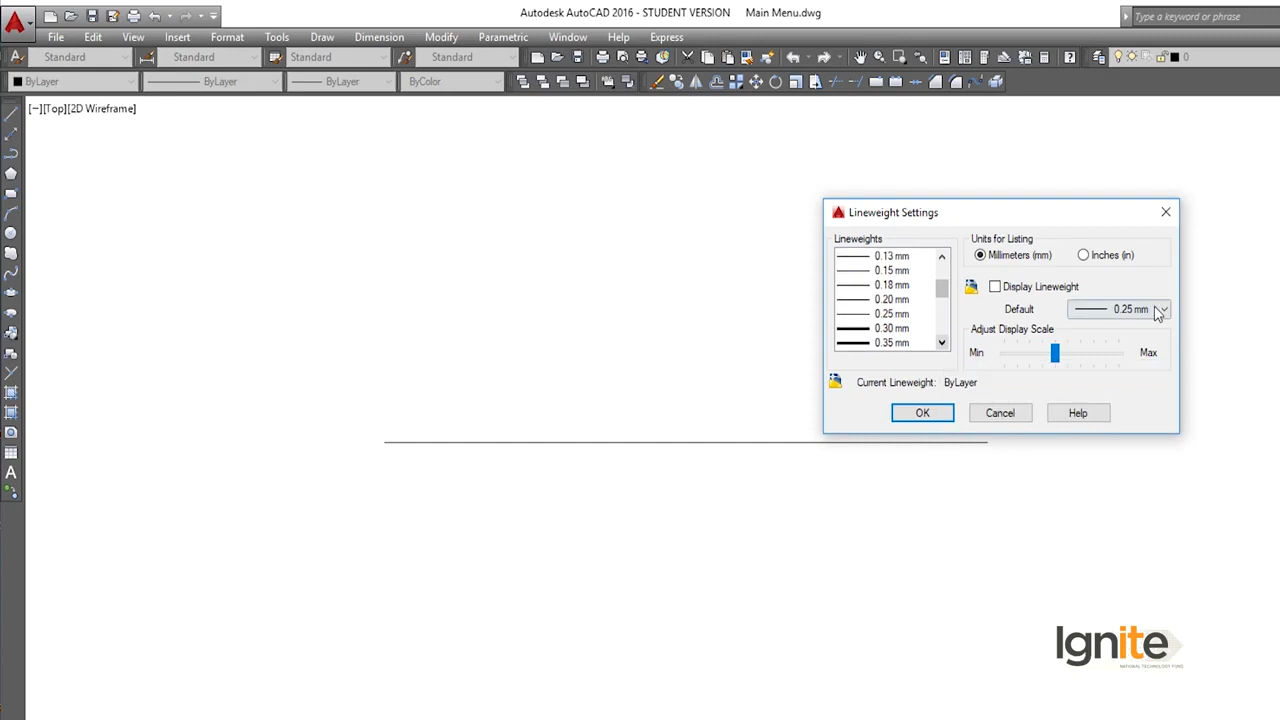 Autodesk AutoCAD 2016 - STUDENT VERSION Main Menu.dwg
Type a keyword or phrase
File Edit View Insert Format Tools Draw Dimension Modify Parametric Window Help Express
Standard Standard Standard Standard 0
ByLayer ByLayer ByLayer ByColor
[−][Top][2D Wireframe]
Lineweight Settings
Lineweights
0.13 mm
0.15 mm
0.18 mm
0.20 mm
0.25 mm
0.30 mm
0.35 mm
Units for Listing
Millimeters (mm) Inches (in)
Display Lineweight
Default 0.25 mm
Adjust Display Scale
Min Max
Current Lineweight: ByLayer
OK Cancel Help
A
Ignite
NATIONAL TECHNOLOGY FUND